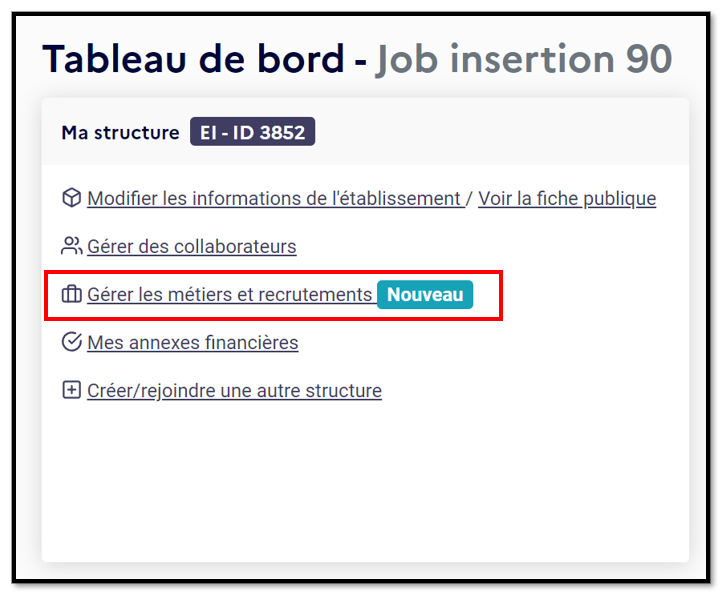 Tableau de bord - Job insertion 90
Ma structure EI - ID 3852
Modifier les informations de l'établissement / Voir la fiche publique
Gérer des collaborateurs
Gérer les métiers et recrutements Nouveau
Mes annexes financières
Créer/rejoindre une autre structure